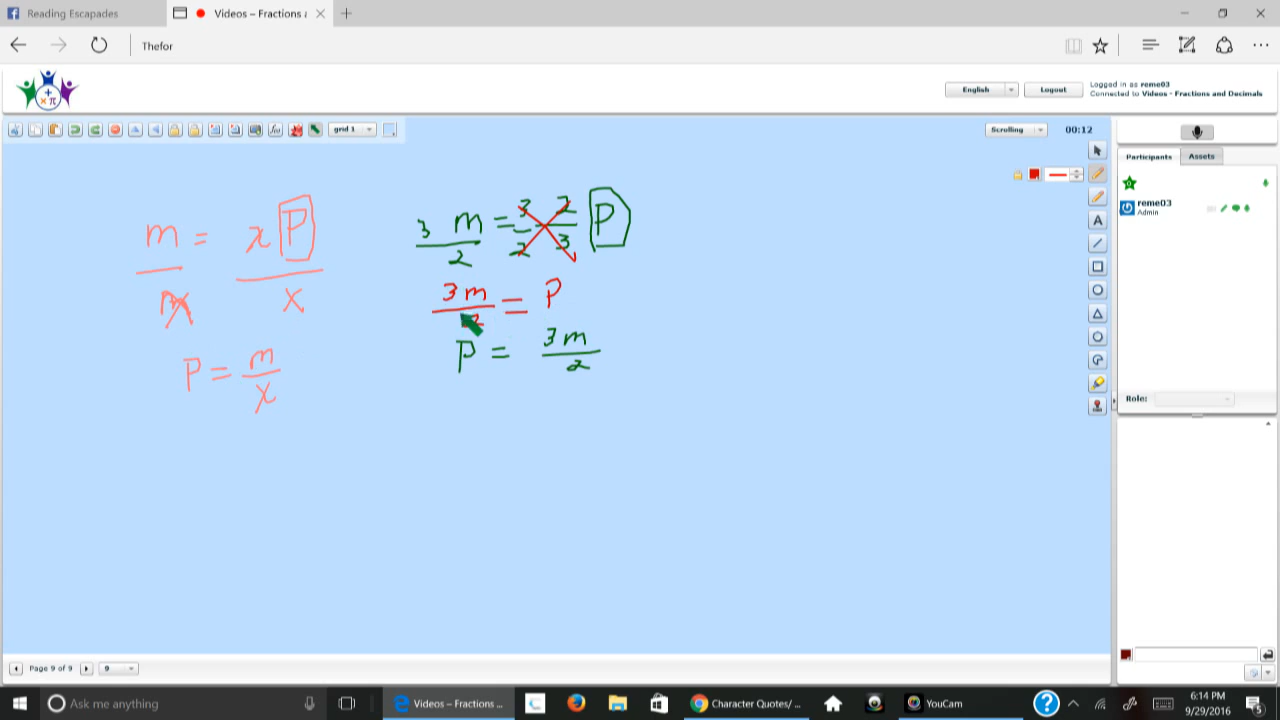 Reading Escapades
Videos – Fractions a
Thefor
English
Logout
Logged in as reme03
Connected to Videos - Fractions and Decimals
grid 1
Scrolling
00:12
Participants
Assets
reme03
Admin
Role:
m = x P
x
P = m/x
3/2 m = 3/2 2/3 P
3m/2 = P
P = 3m/2
Page 9 of 9
9
Ask me anything
Videos – Fractions ...
Character Quotes/ ...
YouCam
6:14 PM
9/29/2016
5